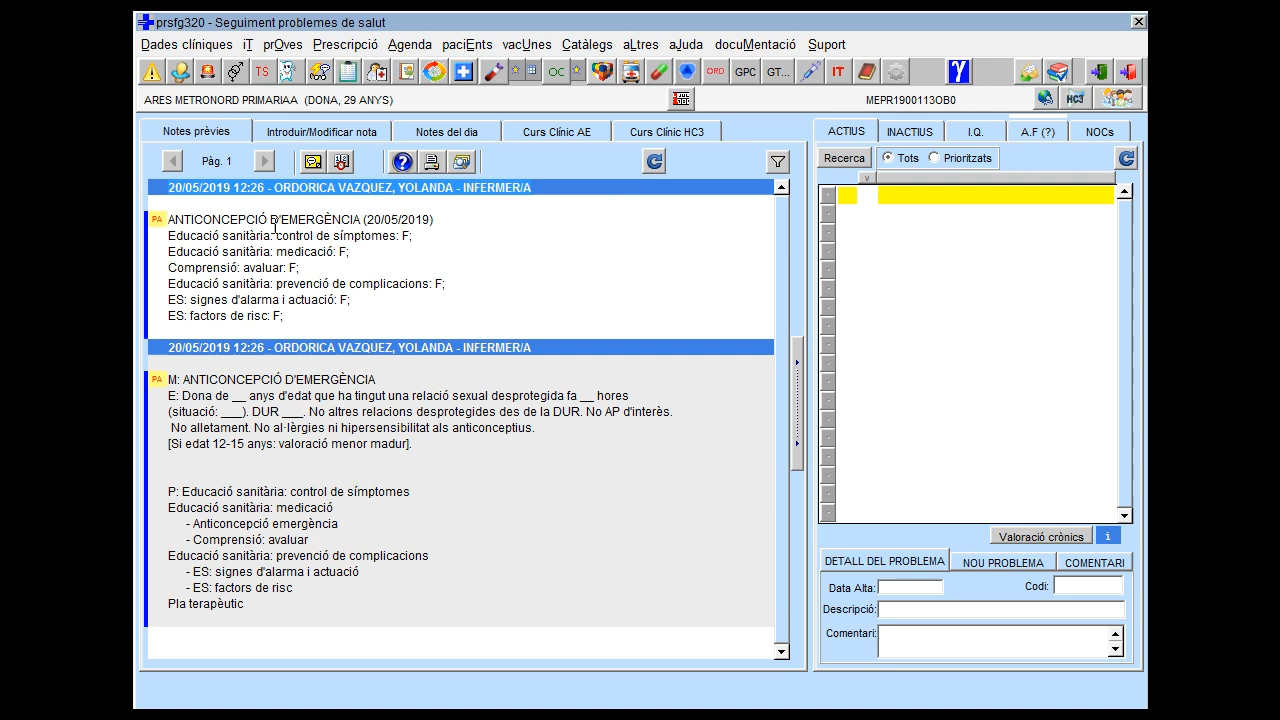 prsfg320 - Seguiment problemes de salut
Dades clíniques iT prOves Prescripció Agenda paciEnts vacUnes Catàlegs aLtres aJuda docuMentació Suport
TS OC ORD GPC GT... IT γ
ARES METRONORD PRIMARIAA (DONA, 29 ANYS) MEPR1900113OB0 HC3
Notes prèvies Introduir/Modificar nota Notes del dia Curs Clínic AE Curs Clínic HC3
Pàg. 1
20/05/2019 12:26 - ORDORICA VAZQUEZ, YOLANDA - INFERMER/A
PA ANTICONCEPCIÓ D'EMERGÈNCIA (20/05/2019)
Educació sanitària: control de símptomes: F;
Educació sanitària: medicació: F;
Comprensió: avaluar: F;
Educació sanitària: prevenció de complicacions: F;
ES: signes d'alarma i actuació: F;
ES: factors de risc: F;
20/05/2019 12:26 - ORDORICA VAZQUEZ, YOLANDA - INFERMER/A
PA M: ANTICONCEPCIÓ D'EMERGÈNCIA
E: Dona de __ anys d'edat que ha tingut una relació sexual desprotegida fa __ hores
(situació: ___). DUR ___. No altres relacions desprotegides des de la DUR. No AP d'interès.
No alletament. No al·lèrgies ni hipersensibilitat als anticonceptius.
[Si edat 12-15 anys: valoració menor madur].
P: Educació sanitària: control de símptomes
Educació sanitària: medicació
- Anticoncepció emergència
- Comprensió: avaluar
Educació sanitària: prevenció de complicacions
- ES: signes d'alarma i actuació
- ES: factors de risc
Pla terapèutic
ACTIUS INACTIUS I.Q. A.F (?) NOCs
Recerca Tots Prioritzats
v
Valoració crònics i
DETALL DEL PROBLEMA NOU PROBLEMA COMENTARI
Data Alta: Codi:
Descripció:
Comentari: